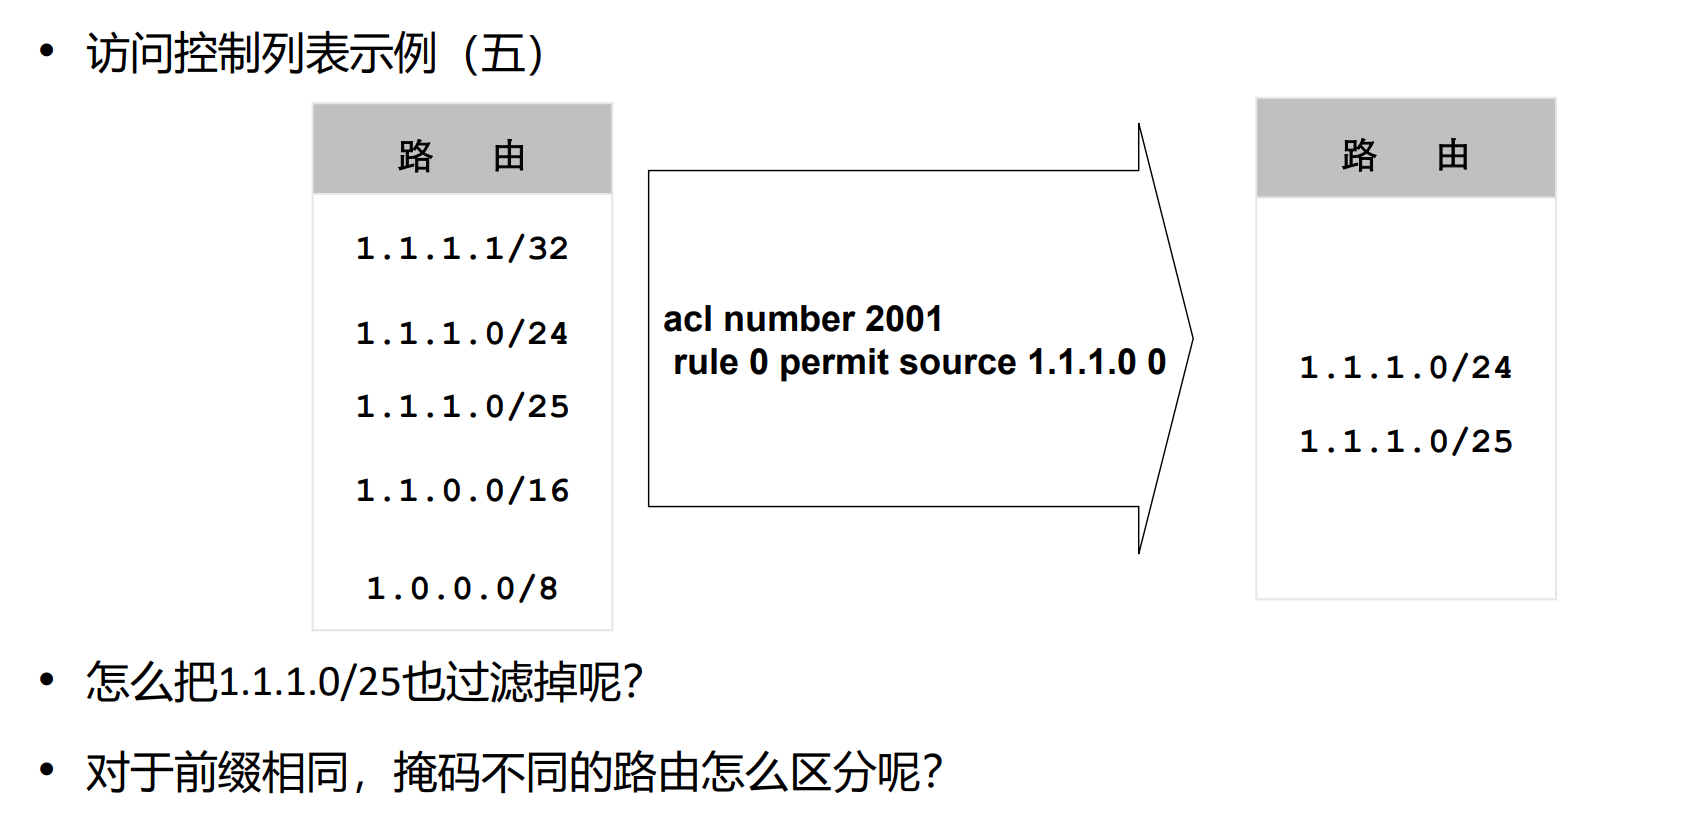 • 访问控制列表示例（五）
路 由
1.1.1.1/32
1.1.1.0/24
1.1.1.0/25
1.1.0.0/16
1.0.0.0/8
acl number 2001
rule 0 permit source 1.1.1.0 0
路 由
1.1.1.0/24
1.1.1.0/25
• 怎么把1.1.1.0/25也过滤掉呢？
• 对于前缀相同，掩码不同的路由怎么区分呢？